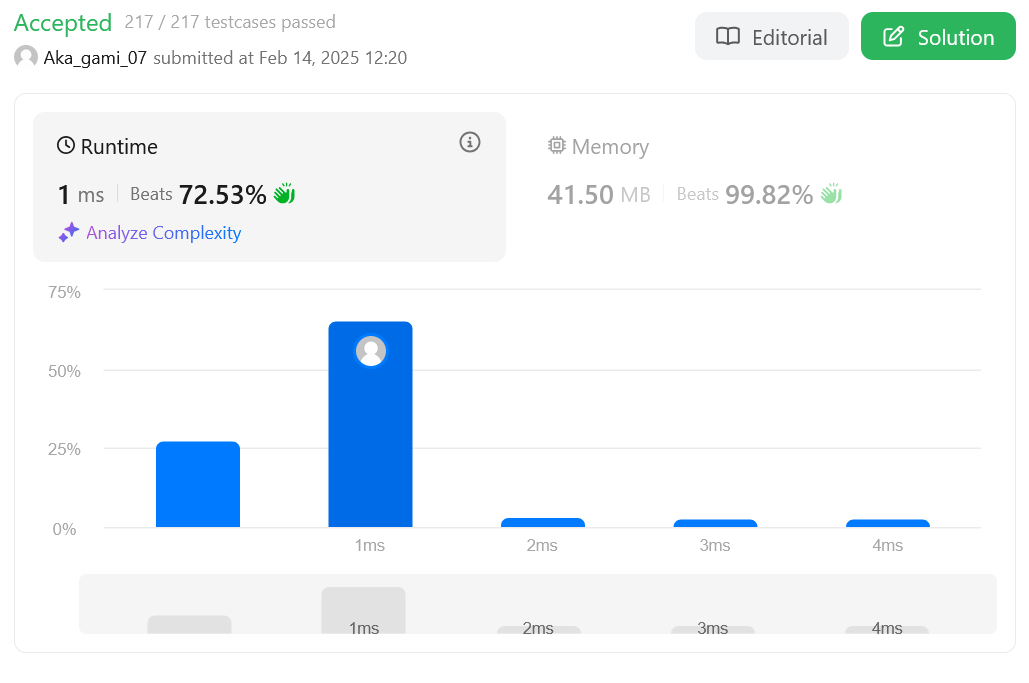 Accepted 217 / 217 testcases passed
Aka_gami_07 submitted at Feb 14, 2025 12:20
Editorial
Solution
Runtime
1 ms Beats 72.53%
Analyze Complexity
Memory
41.50 MB Beats 99.82%
75%
50%
25%
0%
1ms 2ms 3ms 4ms
1ms 2ms 3ms 4ms